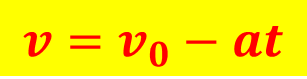 v = v₀ − at